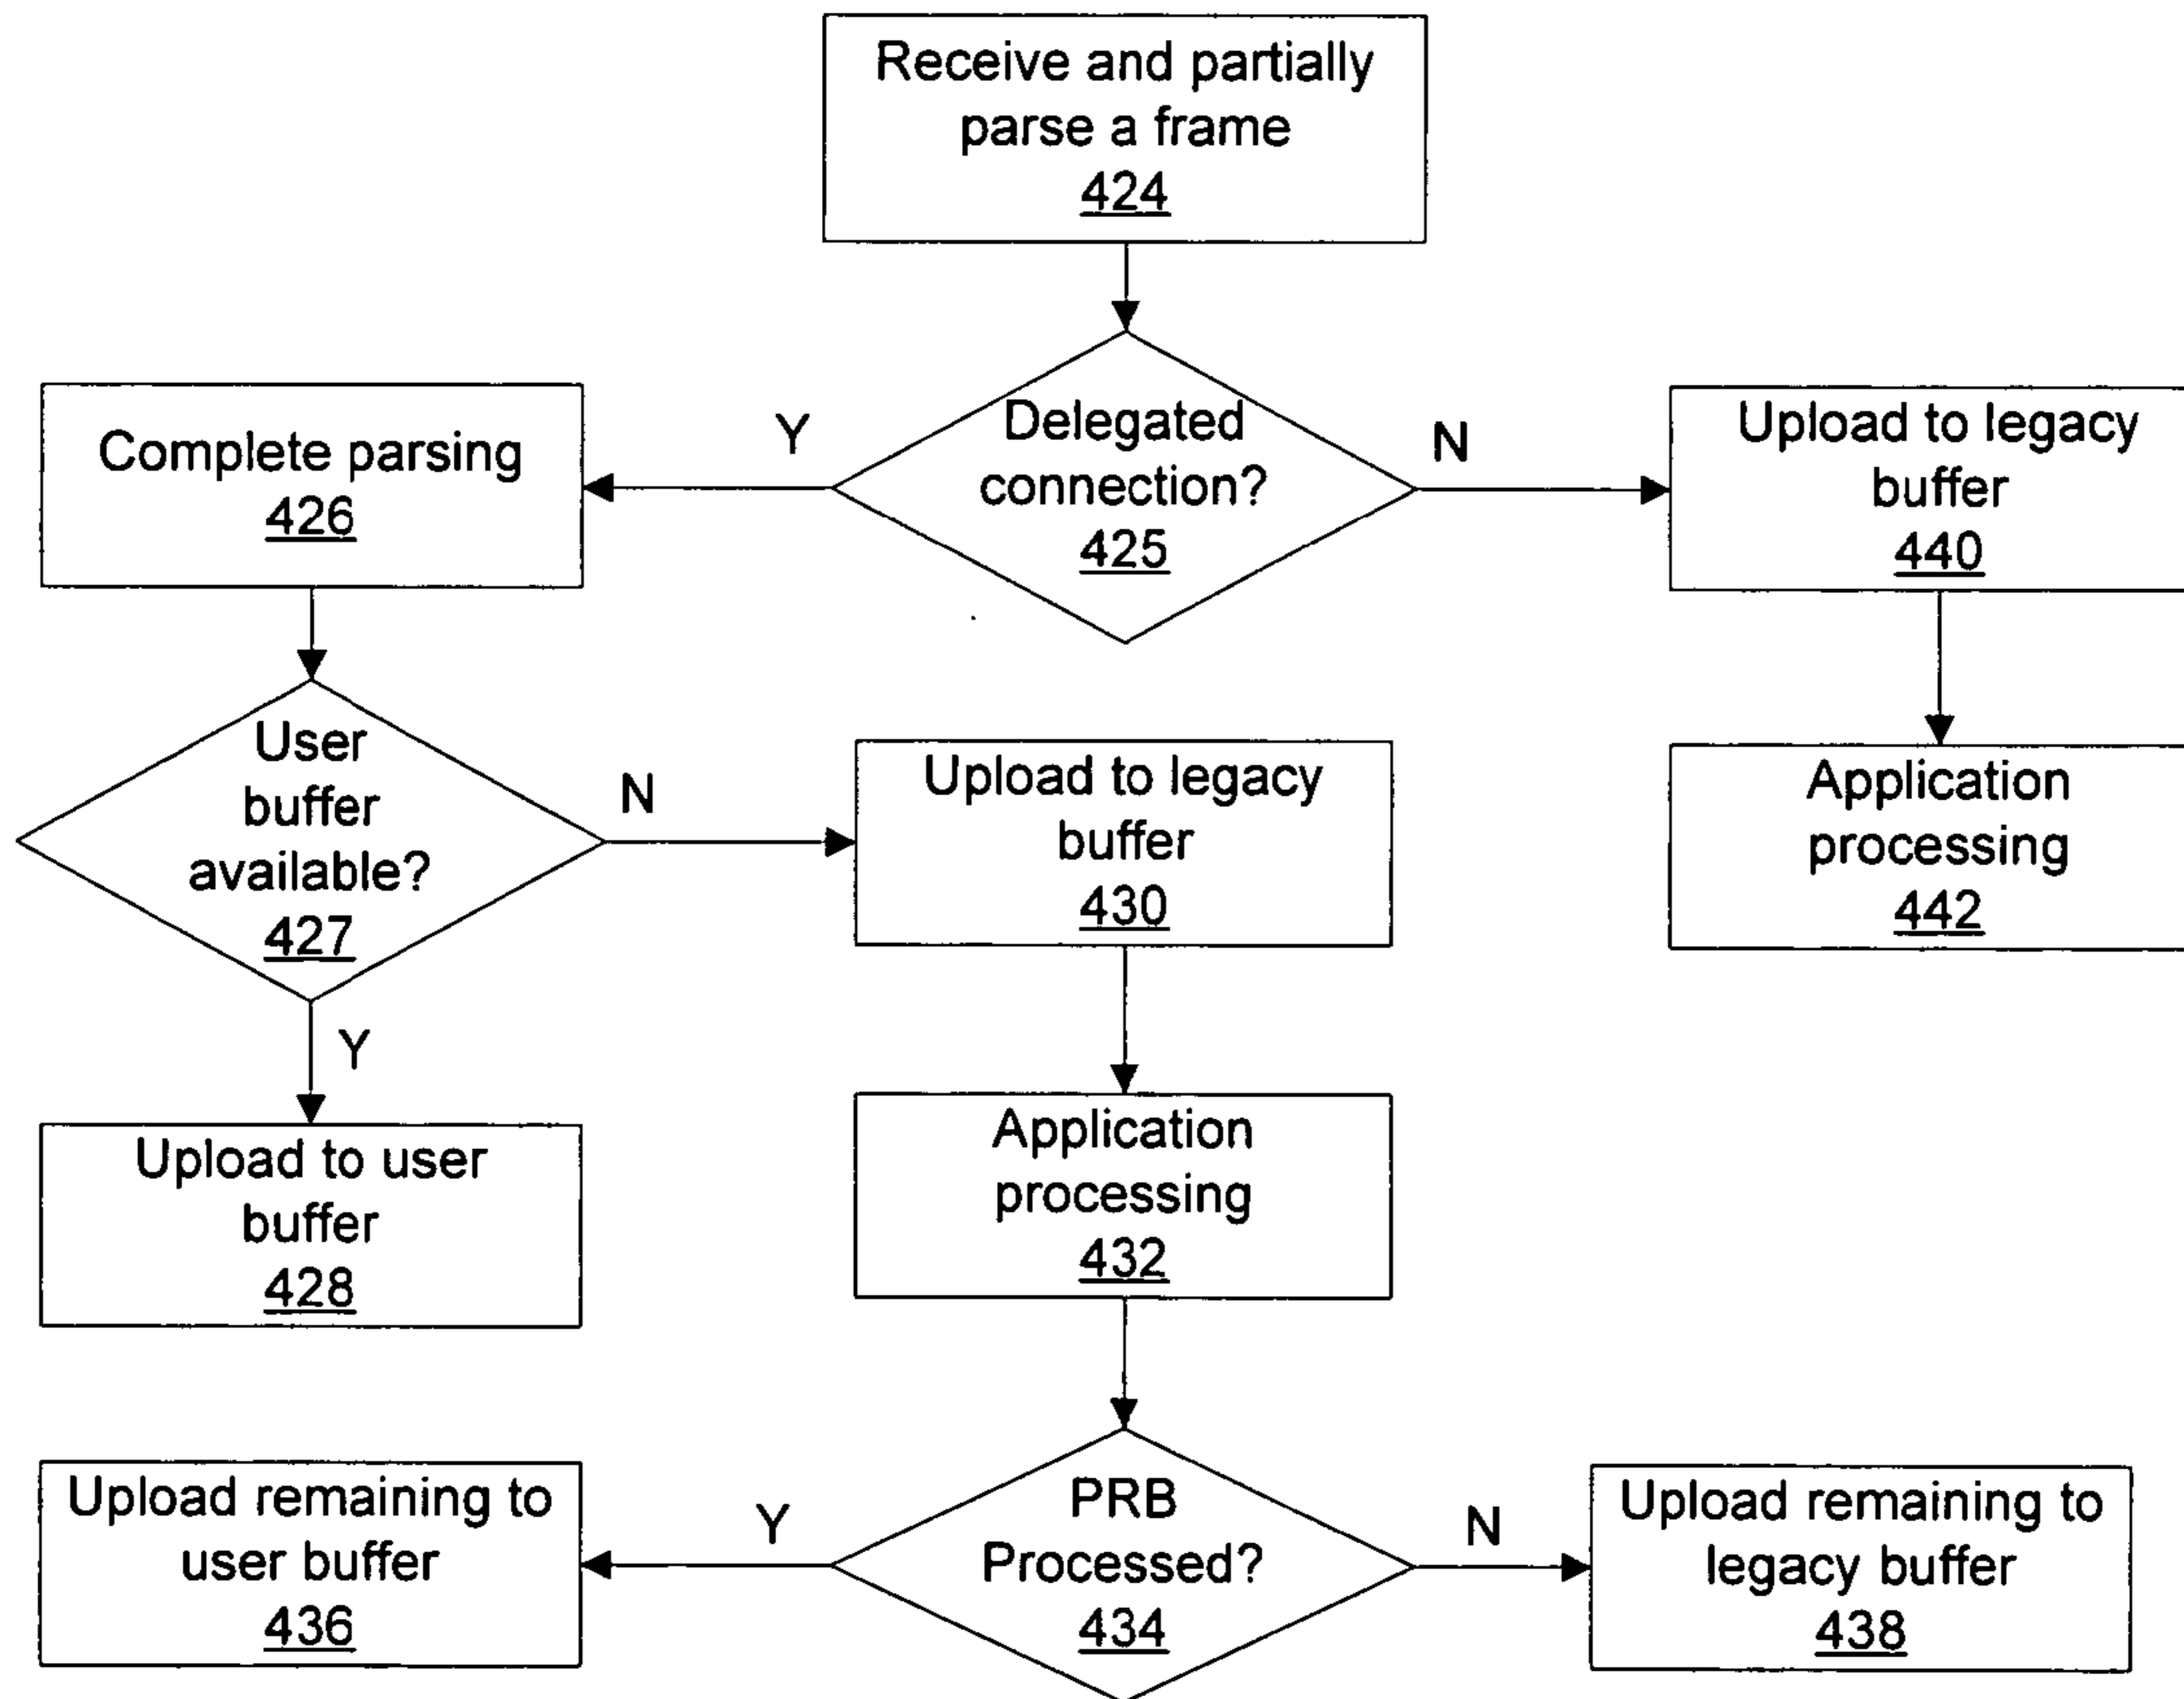 Receive and partially
parse a frame
424
Delegated
connection?
425
Y
N
Complete parsing
426
Upload to legacy
buffer
440
User
buffer
available?
427
N
Y
Upload to legacy
buffer
430
Application
processing
442
Upload to user
buffer
428
Application
processing
432
PRB
Processed?
434
Y
N
Upload remaining to
user buffer
436
Upload remaining to
legacy buffer
438